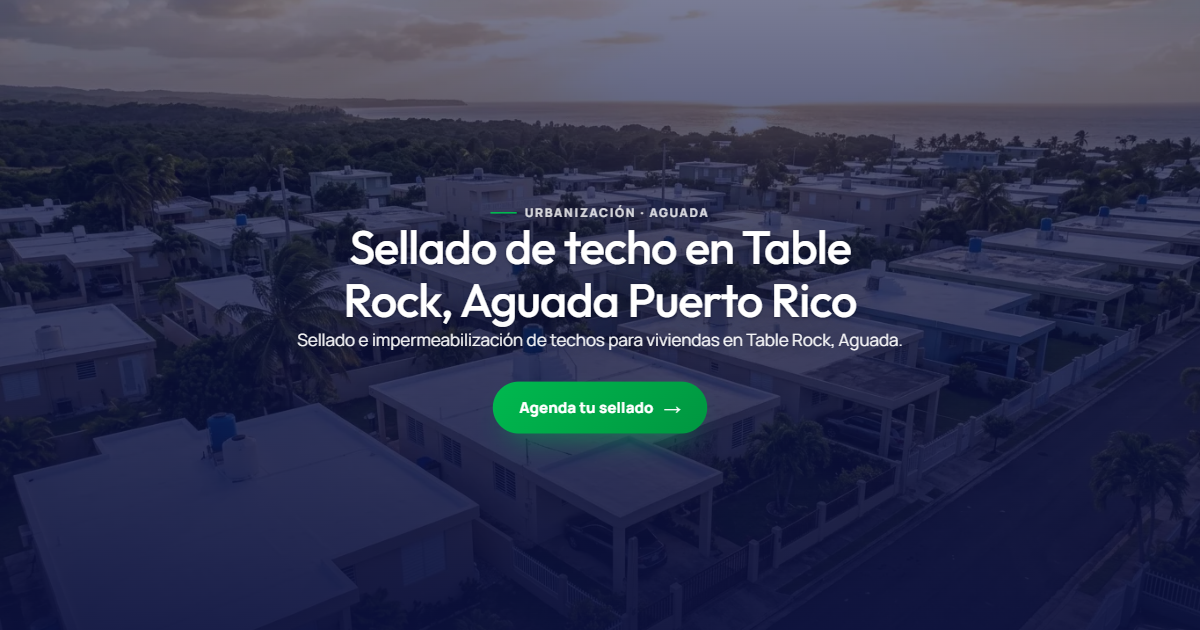 URBANIZACIÓN · AGUADA
Sellado de techo en Table
Rock, Aguada Puerto Rico
Sellado e impermeabilización de techos para viviendas en Table Rock, Aguada.
Agenda tu sellado →